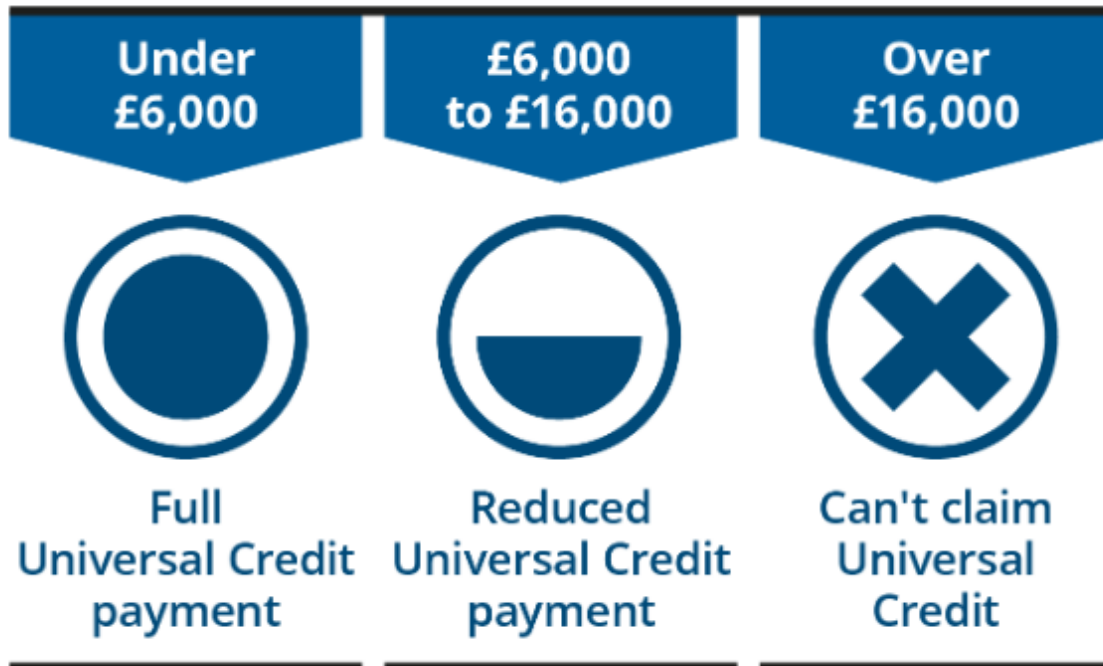 Under
£6,000
£6,000
to £16,000
Over
£16,000
Full
Universal Credit
payment
Reduced
Universal Credit
payment
Can't claim
Universal
Credit